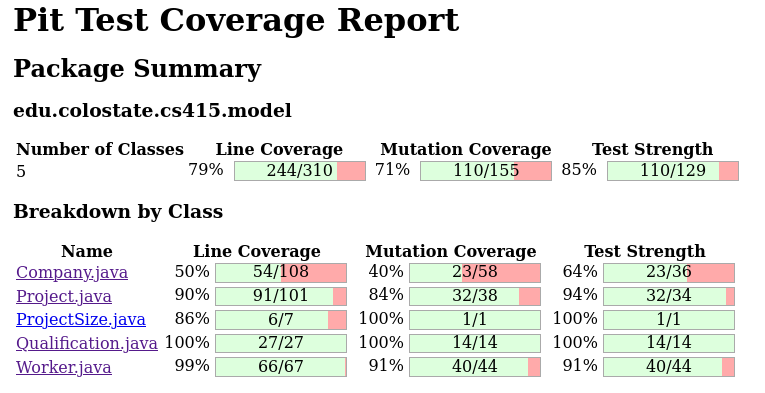 Pit Test Coverage Report
Package Summary
edu.colostate.cs415.model
Number of Classes Line Coverage Mutation Coverage Test Strength
5 79% 244/310 71% 110/155 85% 110/129
Breakdown by Class
Name Line Coverage Mutation Coverage Test Strength
Company.java 50% 54/108 40% 23/58 64% 23/36
Project.java 90% 91/101 84% 32/38 94% 32/34
ProjectSize.java 86% 6/7 100% 1/1 100% 1/1
Qualification.java 100% 27/27 100% 14/14 100% 14/14
Worker.java 99% 66/67 91% 40/44 91% 40/44